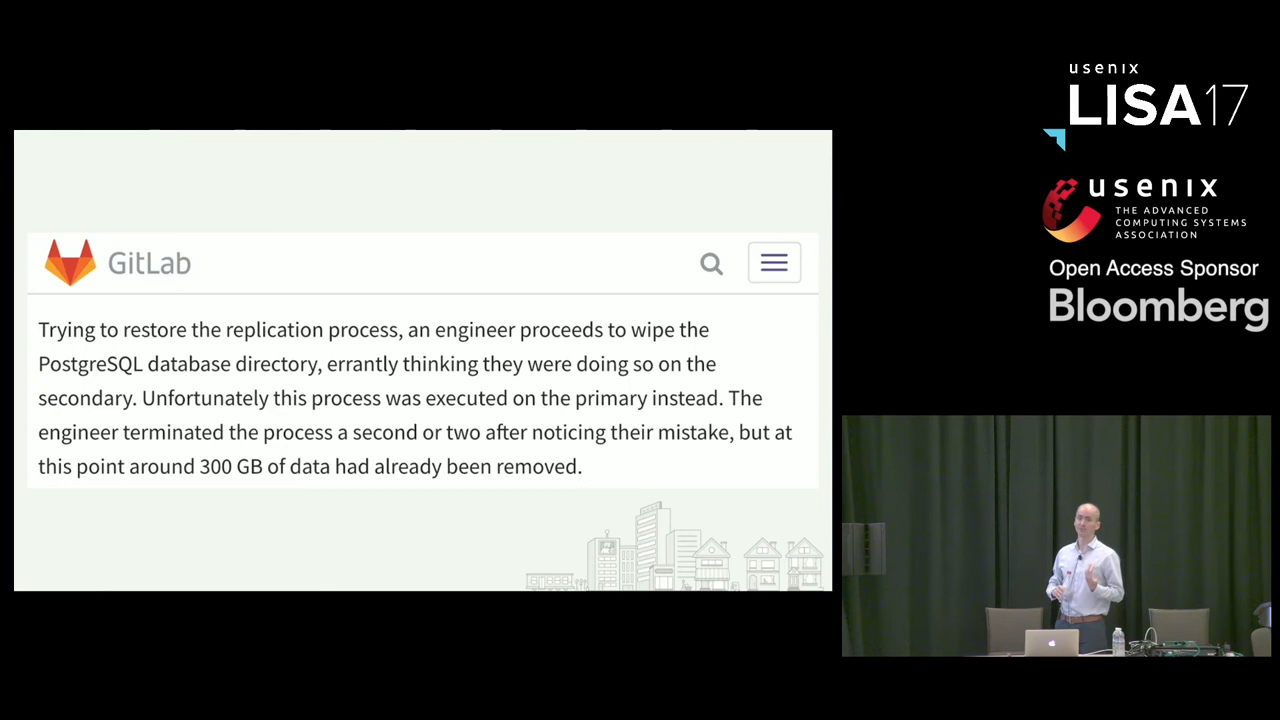 usenix
LISA17
usenix
THE ADVANCED
COMPUTING SYSTEMS
ASSOCIATION
Open Access Sponsor
Bloomberg
GitLab
Trying to restore the replication process, an engineer proceeds to wipe the
PostgreSQL database directory, errantly thinking they were doing so on the
secondary. Unfortunately this process was executed on the primary instead. The
engineer terminated the process a second or two after noticing their mistake, but at
this point around 300 GB of data had already been removed.